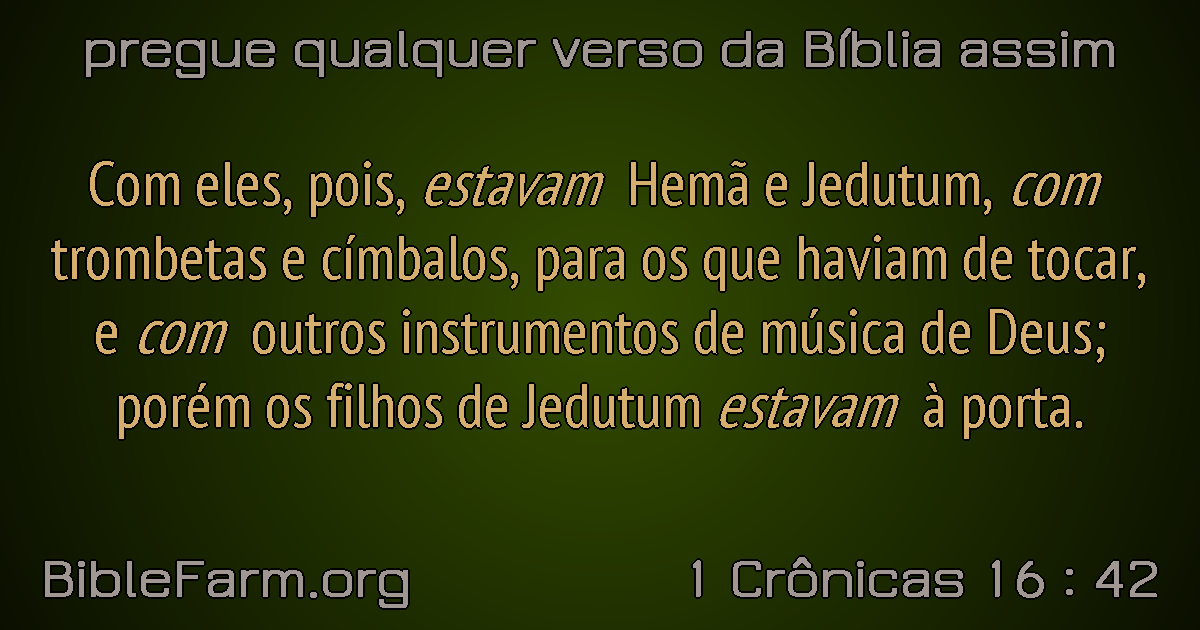 pregue qualquer verso da Bíblia assim
Com eles, pois, estavam Hemã e Jedutum, com
trombetas e címbalos, para os que haviam de tocar,
e com outros instrumentos de música de Deus;
porém os filhos de Jedutum estavam à porta.
BibleFarm.org
1 Crônicas 16 : 42